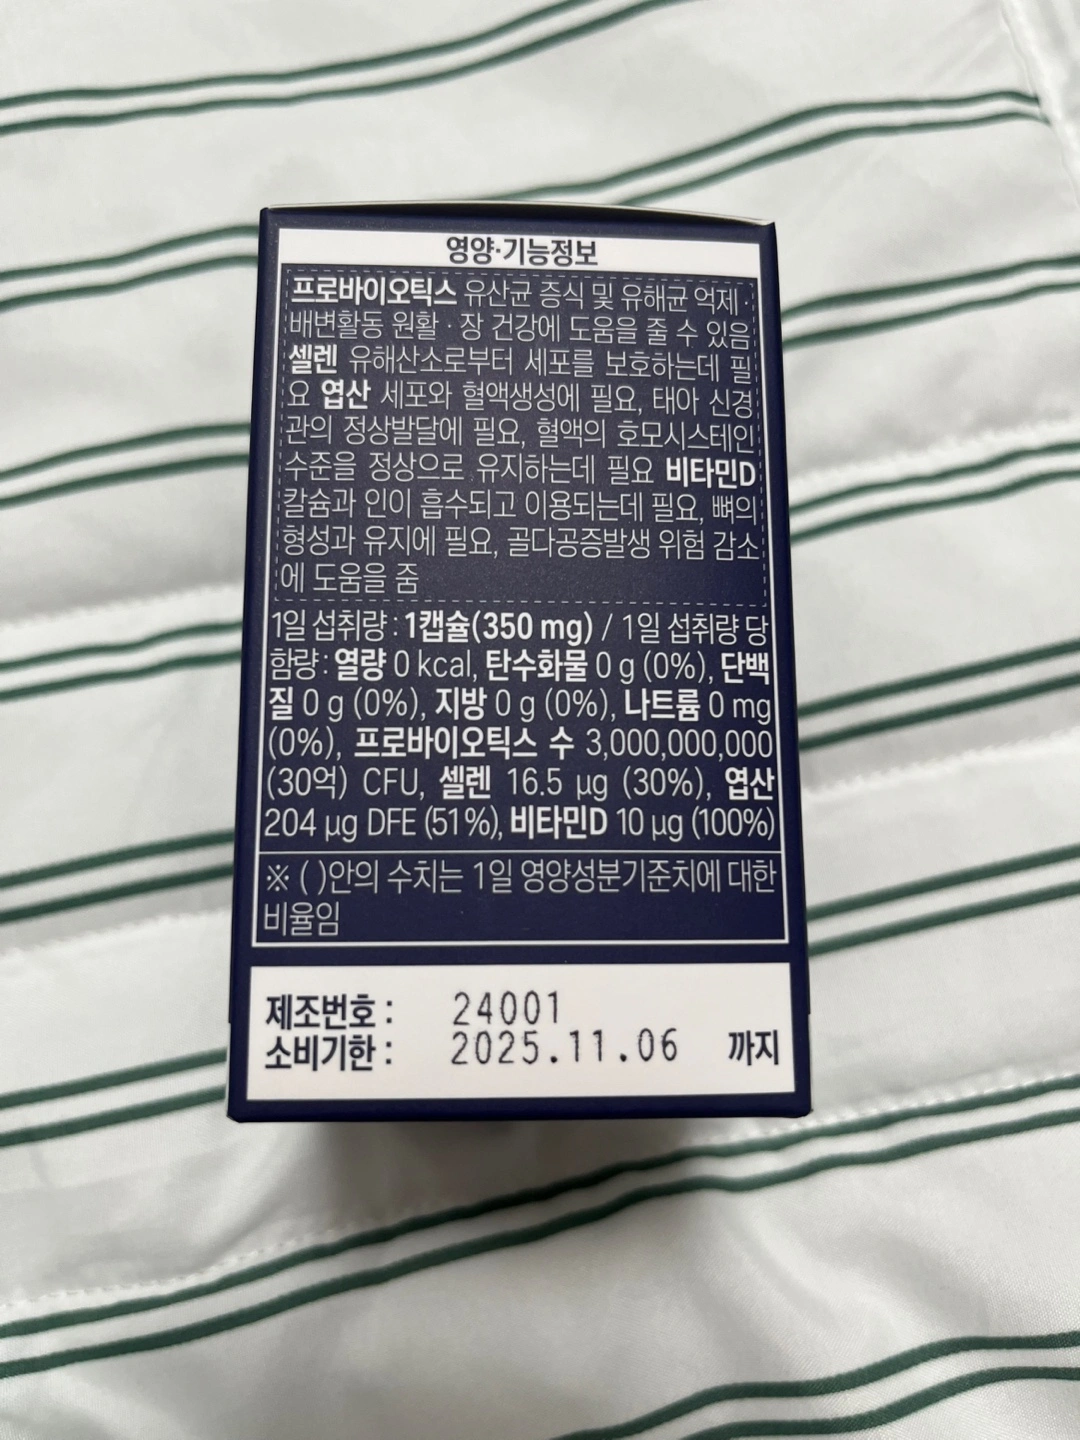 영양·기능정보
프로바이오틱스 유산균 증식 및 유해균 억제·
배변활동 원활·장 건강에 도움을 줄 수 있음
셀렌 유해산소로부터 세포를 보호하는데 필
요 엽산 세포와 혈액생성에 필요, 태아 신경
관의 정상발달에 필요, 혈액의 호모시스테인
수준을 정상으로 유지하는데 필요 비타민D
칼슘과 인이 흡수되고 이용되는데 필요, 뼈의
형성과 유지에 필요, 골다공증발생 위험 감소
에 도움을 줌
1일 섭취량 : 1캡슐(350 mg) / 1일 섭취량 당
함량 : 열량 0 kcal, 탄수화물 0 g (0%), 단백
질 0 g (0%), 지방 0 g (0%), 나트륨 0 mg
(0%), 프로바이오틱스 수 3,000,000,000
(30억) CFU, 셀렌 16.5 µg (30%), 엽산
204 µg DFE (51%), 비타민D 10 µg (100%)
※ ( )안의 수치는 1일 영양성분기준치에 대한
비율임
제조번호 : 24001
소비기한 : 2025.11.06 까지